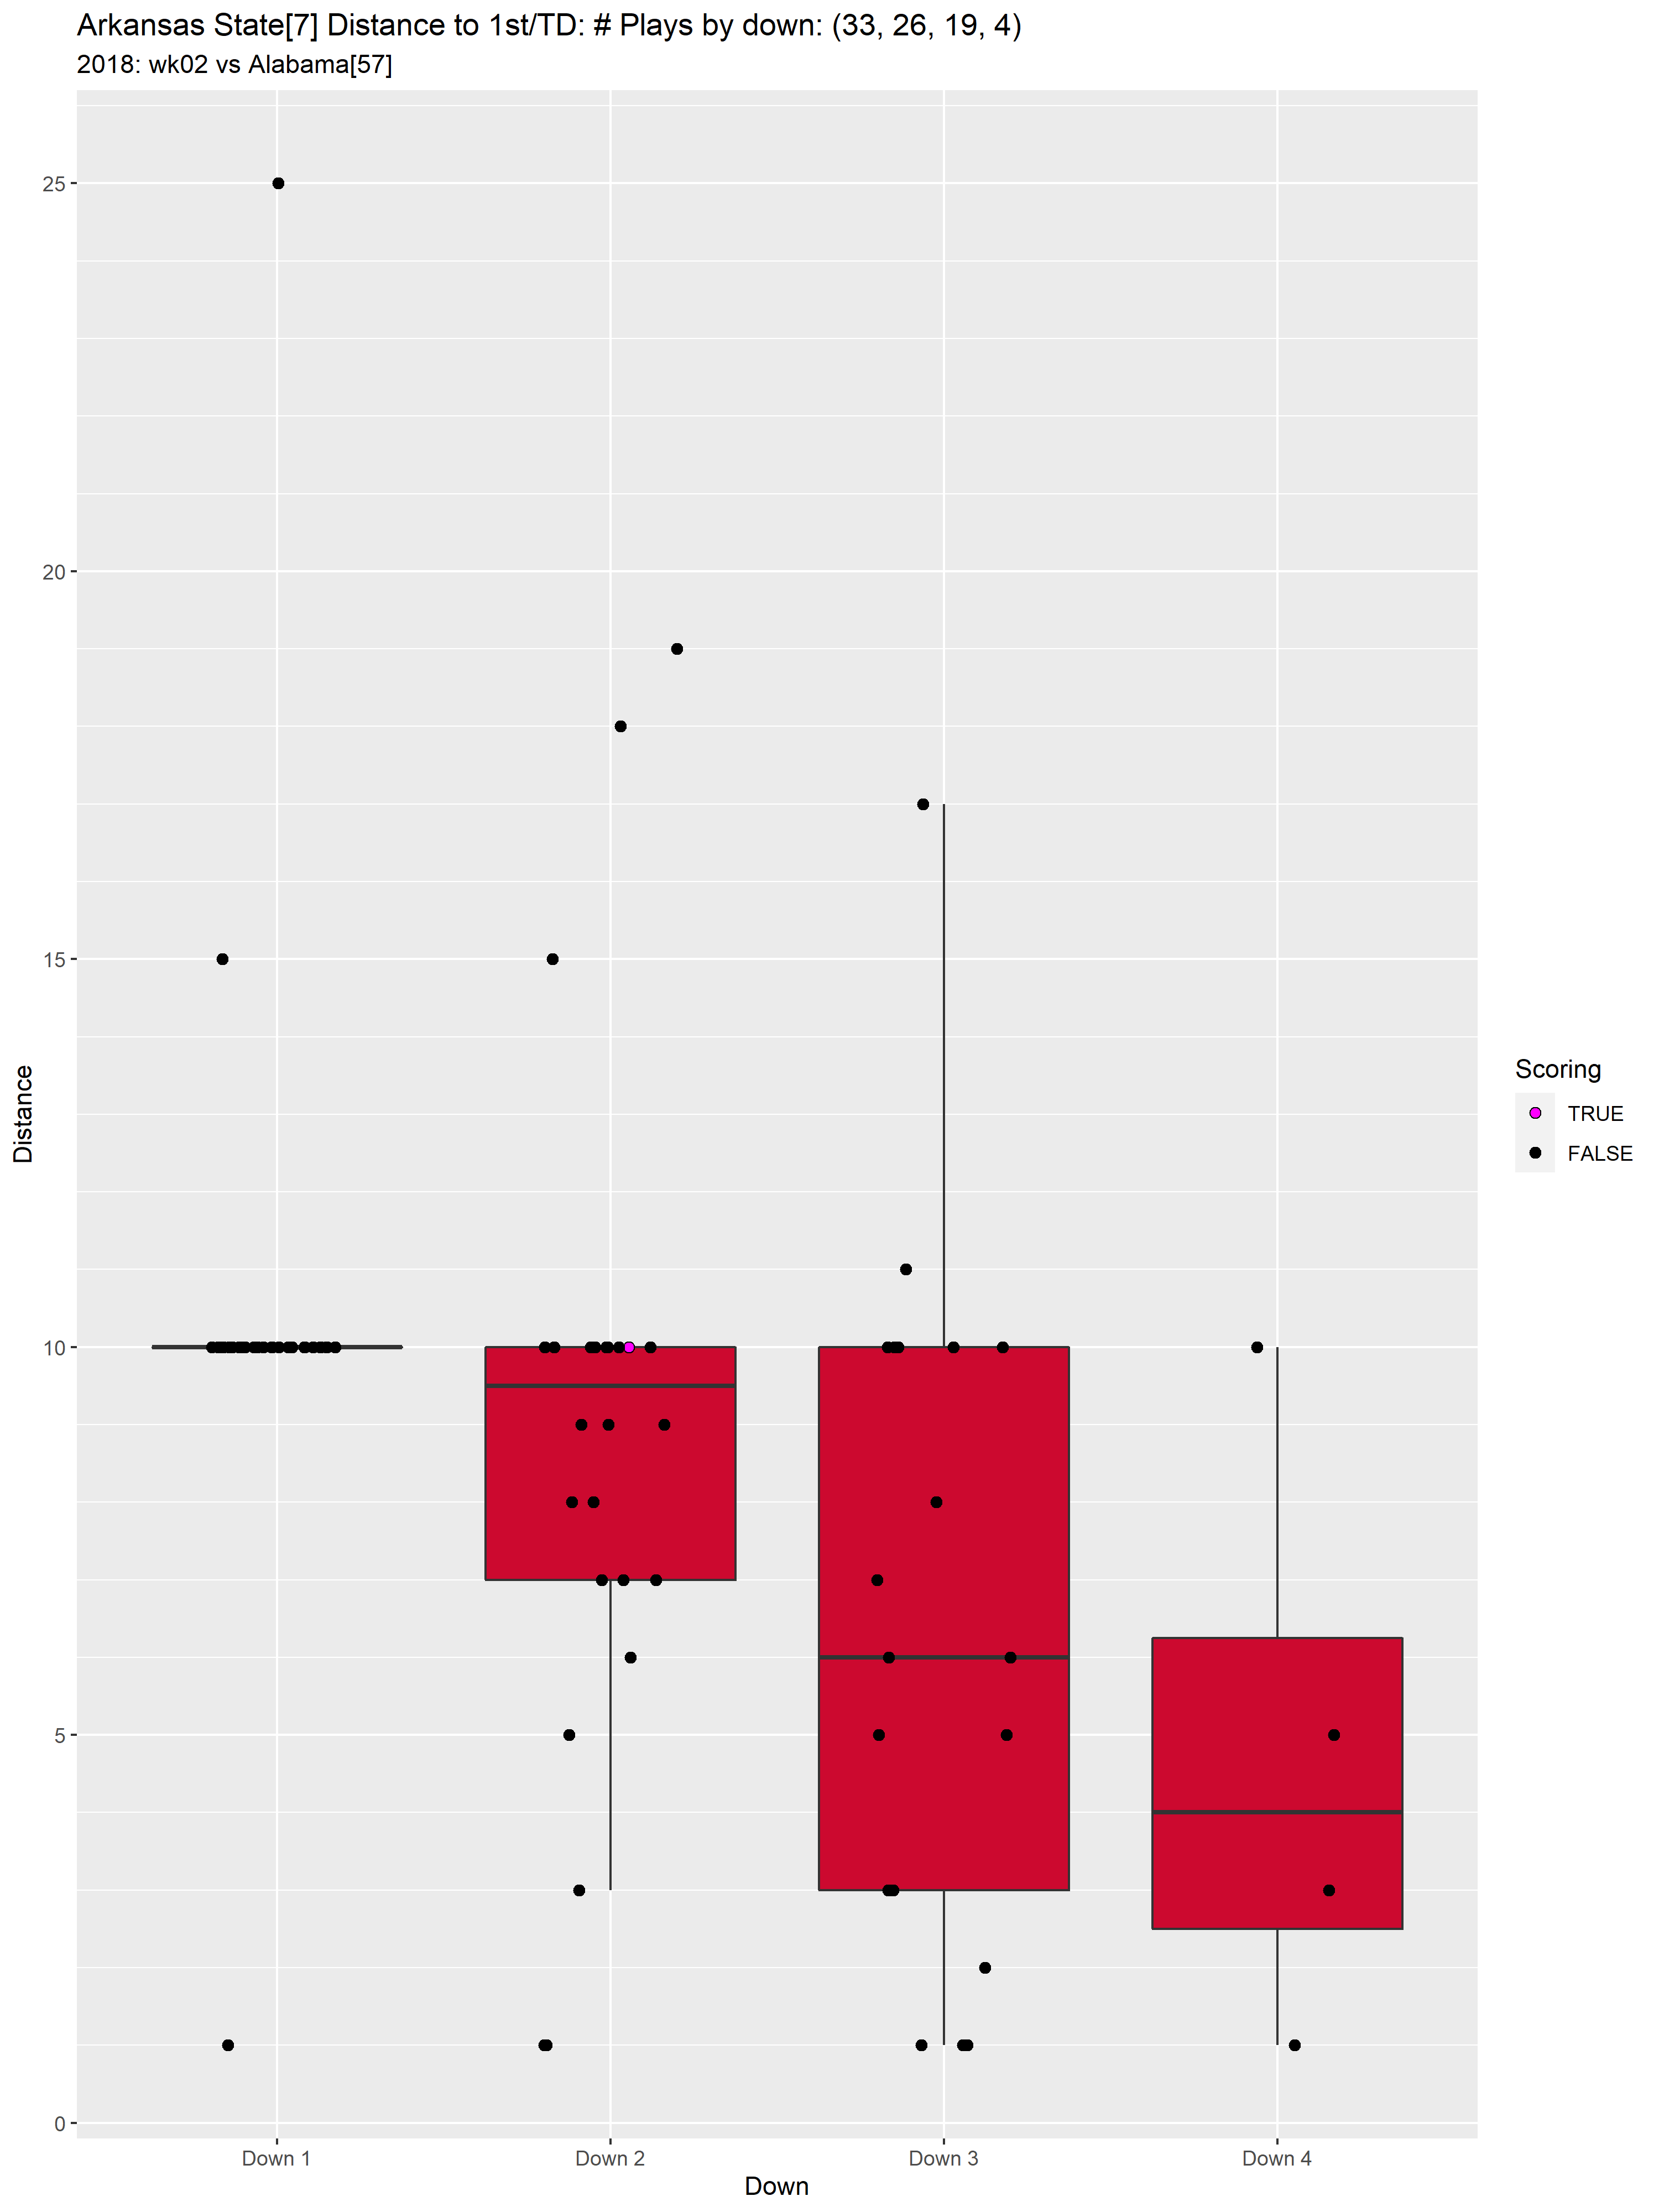 Arkansas State[7] Distance to 1st/TD: # Plays by down: (33, 26, 19, 4)
2018: wk02 vs Alabama[57]
25
20
15
10
5
0
Distance
Down 1
Down 2
Down 3
Down 4
Down
Scoring
TRUE
FALSE